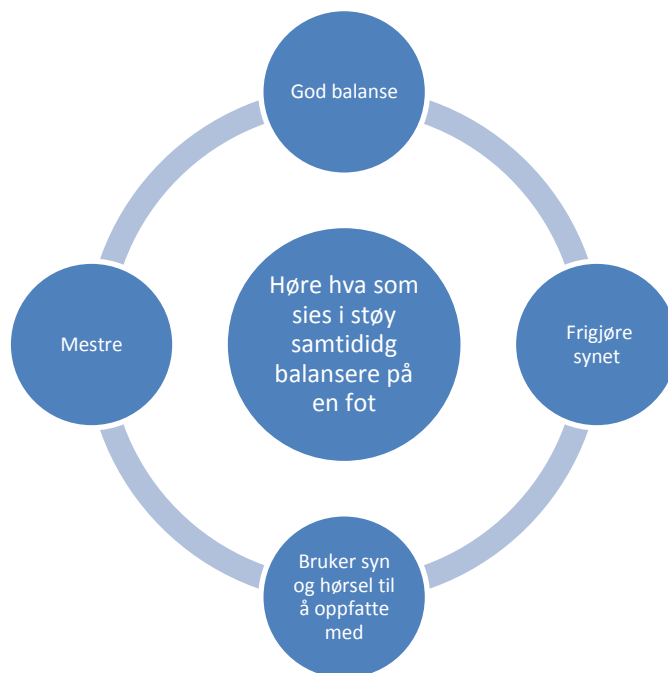 God balanse
Høre hva som
sies i støy
samtididg
balansere på
en fot
Mestre
Frigjøre
synet
Bruker syn
og hørsel til
å oppfatte
med